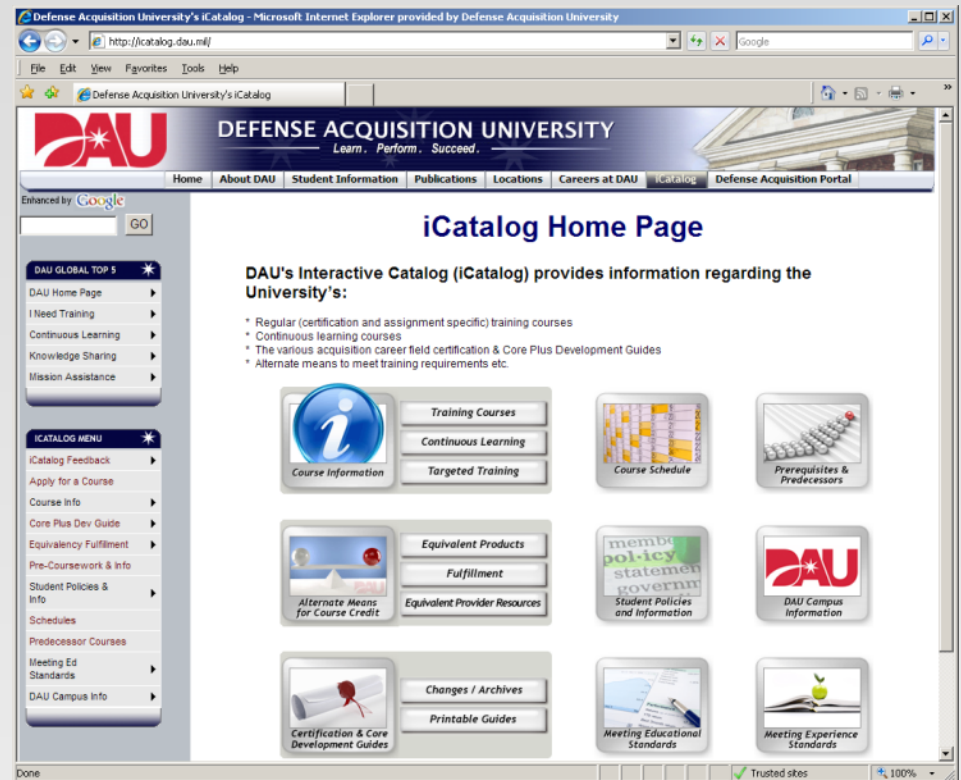 Defense Acquisition University's iCatalog - Microsoft Internet Explorer provided by Defense Acquisition University
http://icatalog.dau.mil/
Google
File Edit View Favorites Tools Help
Defense Acquisition University's iCatalog
DAU
DEFENSE ACQUISITION UNIVERSITY
Learn. Perform. Succeed.
Home About DAU Student Information Publications Locations Careers at DAU iCatalog Defense Acquisition Portal
Enhanced by Google
GO
DAU GLOBAL TOP 5
DAU Home Page
I Need Training
Continuous Learning
Knowledge Sharing
Mission Assistance
ICATALOG MENU
iCatalog Feedback
Apply for a Course
Course Info
Core Plus Dev Guide
Equivalency Fulfillment
Pre-Coursework & Info
Student Policies &
Info
Schedules
Predecessor Courses
Meeting Ed
Standards
DAU Campus Info
iCatalog Home Page
DAU's Interactive Catalog (iCatalog) provides information regarding the
University's:
* Regular (certification and assignment specific) training courses
* Continuous learning courses
* The various acquisition career field certification & Core Plus Development Guides
* Alternate means to meet training requirements etc.
i
Course Information
Training Courses
Continuous Learning
Targeted Training
Course Schedule
Prerequisites &
Predecessors
Alternate Means
for Course Credit
Equivalent Products
Fulfillment
Equivalent Provider Resources
membe
pol·icy
statemen
governm
Student Policies
and Information
DAU
DAU Campus
Information
Certification & Core
Development Guides
Changes / Archives
Printable Guides
Meeting Educational
Standards
Meeting Experience
Standards
Done
Trusted sites
100%